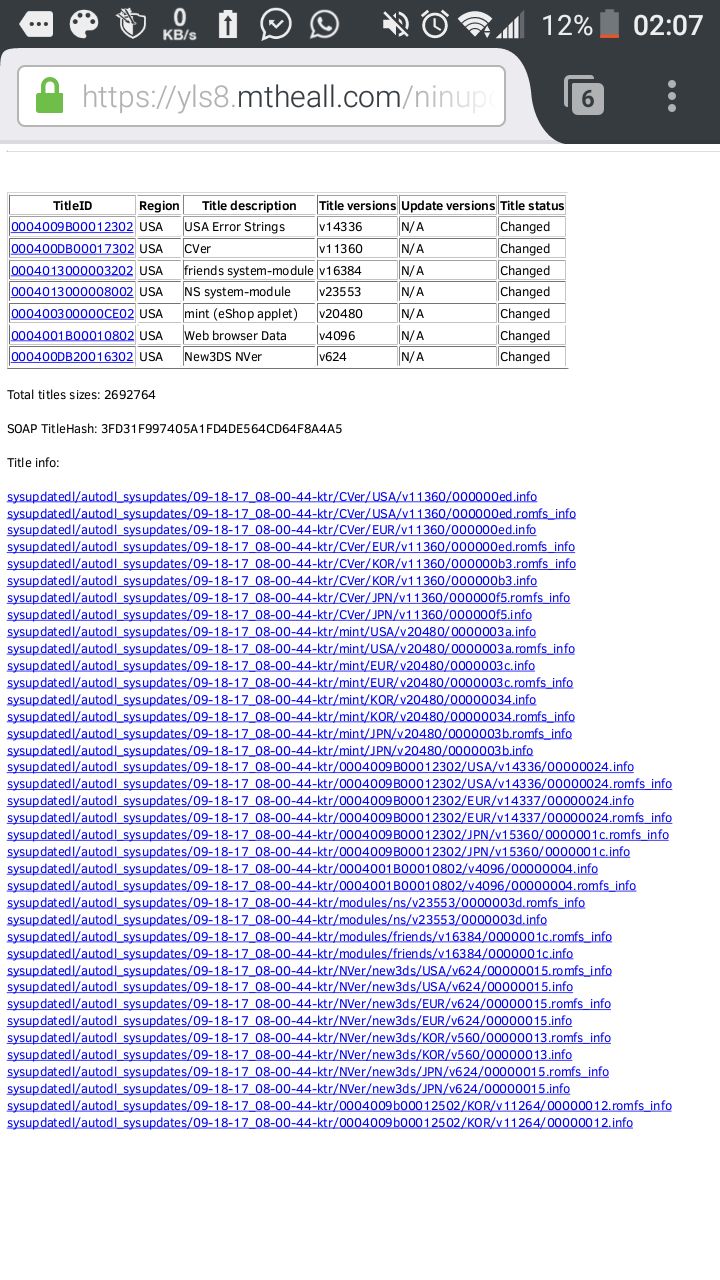 0
KB/s
12%
02:07
https://yls8.mtheall.com/ninup
6
TitleID Region Title description Title versions Update versions Title status
0004009B00012302 USA USA Error Strings v14336 N/A Changed
000400DB00017302 USA CVer v11360 N/A Changed
0004013000003202 USA friends system-module v16384 N/A Changed
0004013000008002 USA NS system-module v23553 N/A Changed
000400300000CE02 USA mint (eShop applet) v20480 N/A Changed
0004001B00010802 USA Web browser Data v4096 N/A Changed
000400DB20016302 USA New3DS NVer v624 N/A Changed
Total titles sizes: 2692764
SOAP TitleHash: 3FD31F997405A1FD4DE564CD64F8A4A5
Title info:
sysupdatedl/autodl_sysupdates/09-18-17_08-00-44-ktr/CVer/USA/v11360/000000ed.info
sysupdatedl/autodl_sysupdates/09-18-17_08-00-44-ktr/CVer/USA/v11360/000000ed.romfs_info
sysupdatedl/autodl_sysupdates/09-18-17_08-00-44-ktr/CVer/EUR/v11360/000000ed.info
sysupdatedl/autodl_sysupdates/09-18-17_08-00-44-ktr/CVer/EUR/v11360/000000ed.romfs_info
sysupdatedl/autodl_sysupdates/09-18-17_08-00-44-ktr/CVer/KOR/v11360/000000b3.romfs_info
sysupdatedl/autodl_sysupdates/09-18-17_08-00-44-ktr/CVer/KOR/v11360/000000b3.info
sysupdatedl/autodl_sysupdates/09-18-17_08-00-44-ktr/CVer/JPN/v11360/000000f5.romfs_info
sysupdatedl/autodl_sysupdates/09-18-17_08-00-44-ktr/CVer/JPN/v11360/000000f5.info
sysupdatedl/autodl_sysupdates/09-18-17_08-00-44-ktr/mint/USA/v20480/0000003a.info
sysupdatedl/autodl_sysupdates/09-18-17_08-00-44-ktr/mint/USA/v20480/0000003a.romfs_info
sysupdatedl/autodl_sysupdates/09-18-17_08-00-44-ktr/mint/EUR/v20480/0000003c.info
sysupdatedl/autodl_sysupdates/09-18-17_08-00-44-ktr/mint/EUR/v20480/0000003c.romfs_info
sysupdatedl/autodl_sysupdates/09-18-17_08-00-44-ktr/mint/KOR/v20480/00000034.info
sysupdatedl/autodl_sysupdates/09-18-17_08-00-44-ktr/mint/KOR/v20480/00000034.romfs_info
sysupdatedl/autodl_sysupdates/09-18-17_08-00-44-ktr/mint/JPN/v20480/0000003b.romfs_info
sysupdatedl/autodl_sysupdates/09-18-17_08-00-44-ktr/mint/JPN/v20480/0000003b.info
sysupdatedl/autodl_sysupdates/09-18-17_08-00-44-ktr/0004009B00012302/USA/v14336/00000024.info
sysupdatedl/autodl_sysupdates/09-18-17_08-00-44-ktr/0004009B00012302/USA/v14336/00000024.romfs_info
sysupdatedl/autodl_sysupdates/09-18-17_08-00-44-ktr/0004009B00012302/EUR/v14337/00000024.info
sysupdatedl/autodl_sysupdates/09-18-17_08-00-44-ktr/0004009B00012302/EUR/v14337/00000024.romfs_info
sysupdatedl/autodl_sysupdates/09-18-17_08-00-44-ktr/0004009B00012302/JPN/v15360/0000001c.romfs_info
sysupdatedl/autodl_sysupdates/09-18-17_08-00-44-ktr/0004009B00012302/JPN/v15360/0000001c.info
sysupdatedl/autodl_sysupdates/09-18-17_08-00-44-ktr/0004001B00010802/v4096/00000004.info
sysupdatedl/autodl_sysupdates/09-18-17_08-00-44-ktr/0004001B00010802/v4096/00000004.romfs_info
sysupdatedl/autodl_sysupdates/09-18-17_08-00-44-ktr/modules/ns/v23553/0000003d.romfs_info
sysupdatedl/autodl_sysupdates/09-18-17_08-00-44-ktr/modules/ns/v23553/0000003d.info
sysupdatedl/autodl_sysupdates/09-18-17_08-00-44-ktr/modules/friends/v16384/0000001c.romfs_info
sysupdatedl/autodl_sysupdates/09-18-17_08-00-44-ktr/modules/friends/v16384/0000001c.info
sysupdatedl/autodl_sysupdates/09-18-17_08-00-44-ktr/NVer/new3ds/USA/v624/00000015.romfs_info
sysupdatedl/autodl_sysupdates/09-18-17_08-00-44-ktr/NVer/new3ds/USA/v624/00000015.info
sysupdatedl/autodl_sysupdates/09-18-17_08-00-44-ktr/NVer/new3ds/EUR/v624/00000015.romfs_info
sysupdatedl/autodl_sysupdates/09-18-17_08-00-44-ktr/NVer/new3ds/EUR/v624/00000015.info
sysupdatedl/autodl_sysupdates/09-18-17_08-00-44-ktr/NVer/new3ds/KOR/v560/00000013.romfs_info
sysupdatedl/autodl_sysupdates/09-18-17_08-00-44-ktr/NVer/new3ds/KOR/v560/00000013.info
sysupdatedl/autodl_sysupdates/09-18-17_08-00-44-ktr/NVer/new3ds/JPN/v624/00000015.romfs_info
sysupdatedl/autodl_sysupdates/09-18-17_08-00-44-ktr/NVer/new3ds/JPN/v624/00000015.info
sysupdatedl/autodl_sysupdates/09-18-17_08-00-44-ktr/0004009b00012502/KOR/v11264/00000012.romfs_info
sysupdatedl/autodl_sysupdates/09-18-17_08-00-44-ktr/0004009b00012502/KOR/v11264/00000012.info